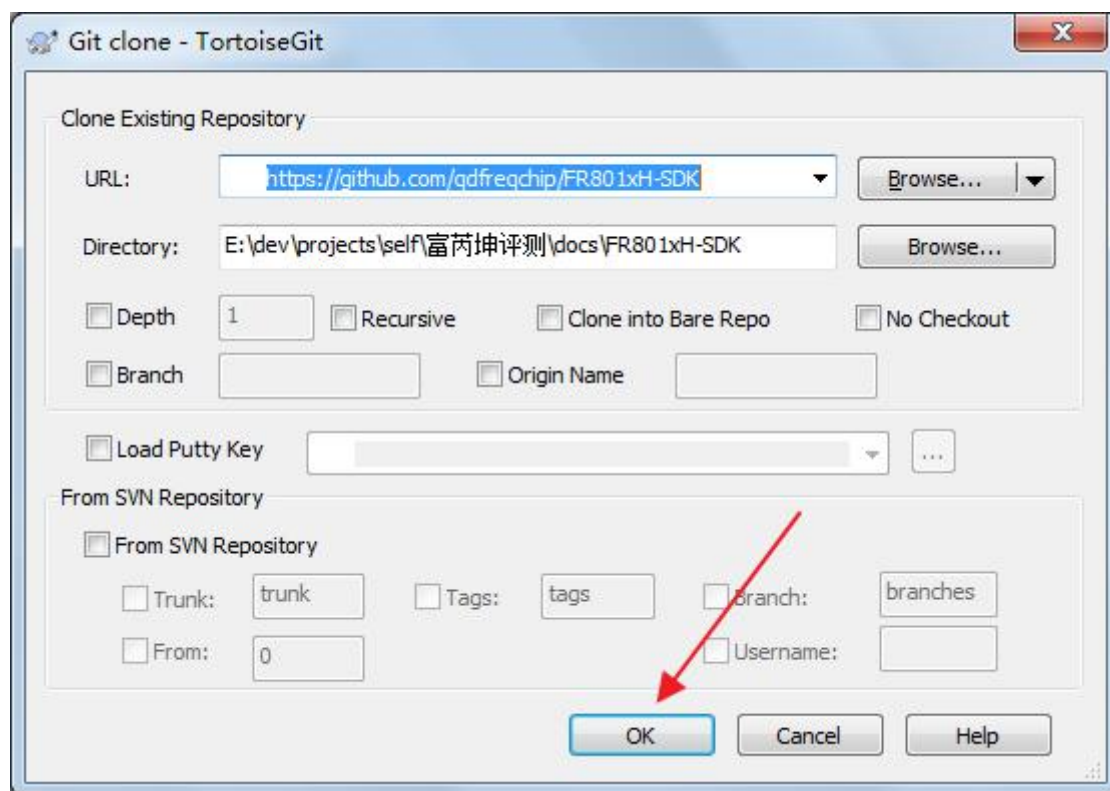 Git clone - TortoiseGit
Clone Existing Repository
URL: https://github.com/qdfreqchip/FR801xH-SDK Browse...
Directory: E:\dev\projects\self\富芮坤评测\docs\FR801xH-SDK Browse...
Depth 1 Recursive Clone into Bare Repo No Checkout
Branch Origin Name
Load Putty Key ...
From SVN Repository
From SVN Repository
Trunk: trunk Tags: tags Branch: branches
From: 0 Username:
OK Cancel Help